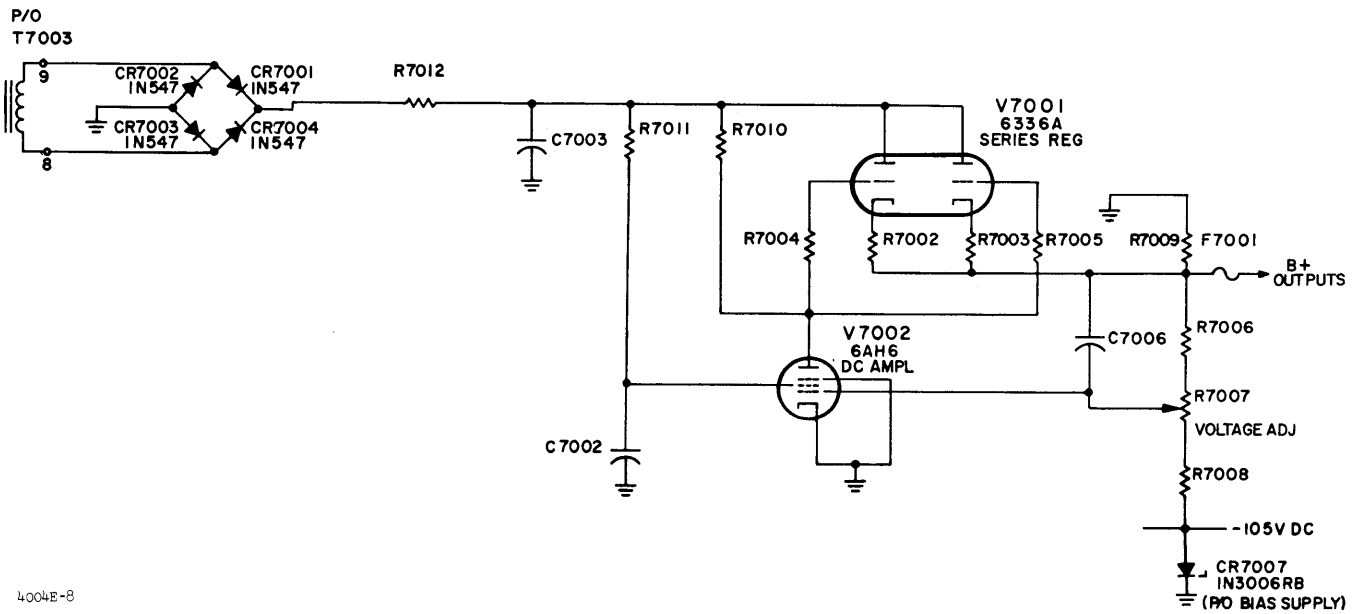 P/O
T7003
9
8
CR7002
IN547
CR7001
IN547
CR7003
IN547
CR7004
IN547
R7012
C7003
R7011
R7010
V7001
6336A
SERIES REG
R7004
R7002
R7003
R7005
R7009
F7001
B+
OUTPUTS
V7002
6AH6
DC AMPL
C7006
R7006
R7007
VOLTAGE ADJ
C7002
R7008
-105V DC
CR7007
IN3006RB
(P/O BIAS SUPPLY)
4004E-8